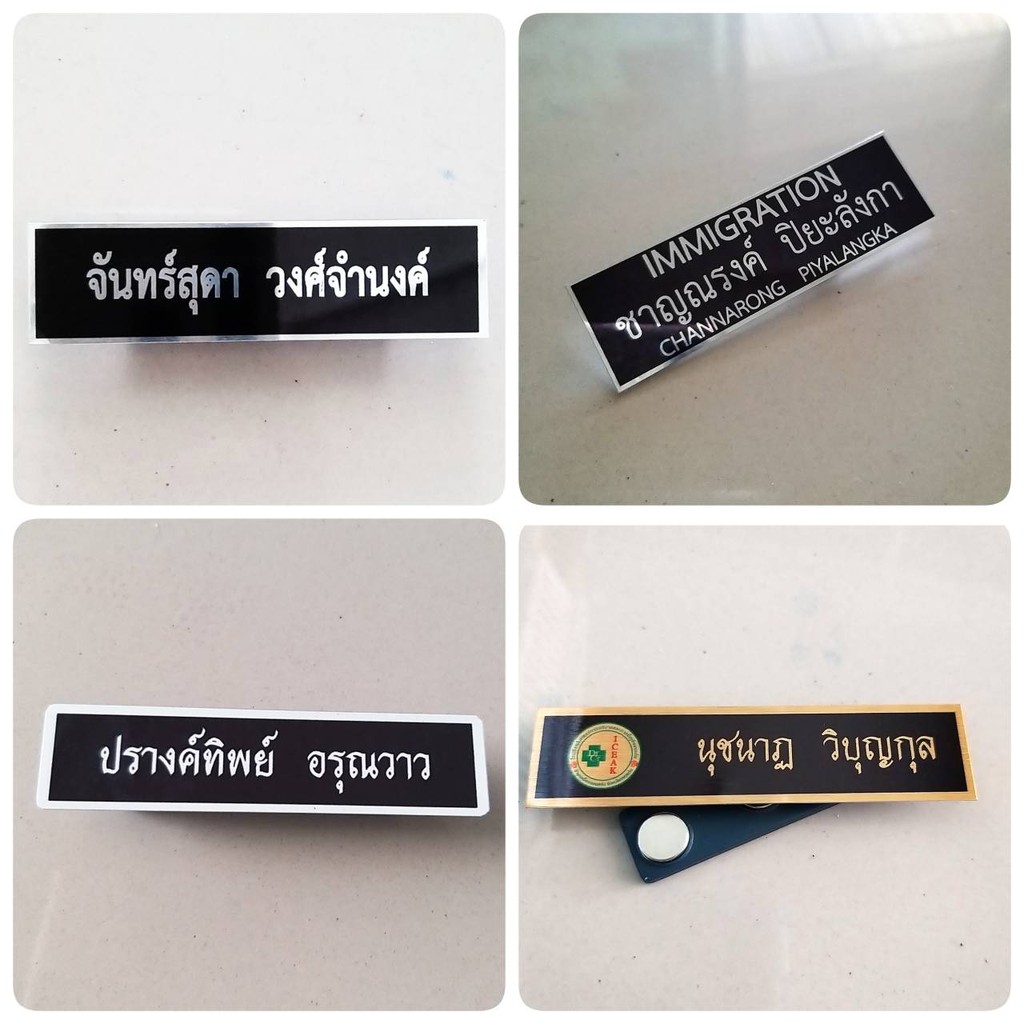 จันทร์สุดา วงศ์จำนงค์
IMMIGRATION
ชาญณรงค์ ปิยะลังกา
CHANNARONG PIYALANGKA
ปรางค์ทิพย์ อรุณวาว
ICEAK
นุชนาฏ วิบุญกุล